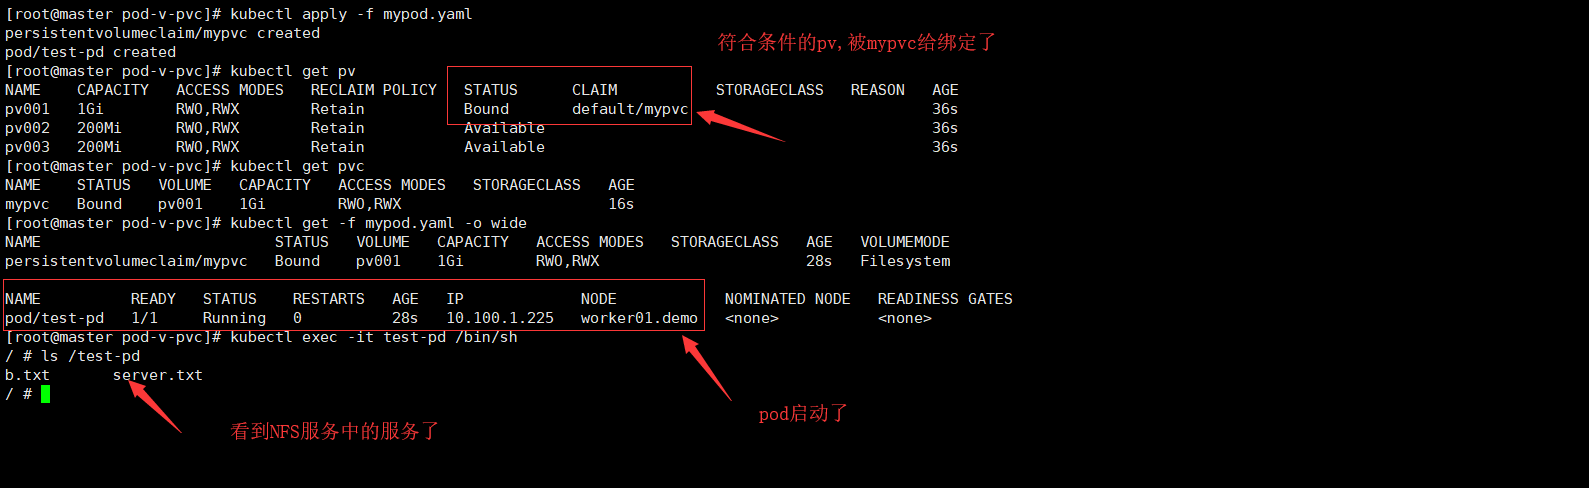 [root@master pod-v-pvc]# kubectl apply -f mypod.yaml
persistentvolumeclaim/mypvc created
pod/test-pd created
符合条件的pv,被mypvc给绑定了
[root@master pod-v-pvc]# kubectl get pv
NAME    CAPACITY   ACCESS MODES   RECLAIM POLICY   STATUS      CLAIM           STORAGECLASS   REASON   AGE
pv001   1Gi        RWO,RWX        Retain           Bound       default/mypvc                           36s
pv002   200Mi      RWO,RWX        Retain           Available                                           36s
pv003   200Mi      RWO,RWX        Retain           Available                                           36s
[root@master pod-v-pvc]# kubectl get pvc
NAME    STATUS   VOLUME   CAPACITY   ACCESS MODES   STORAGECLASS   AGE
mypvc   Bound    pv001    1Gi        RWO,RWX                       16s
[root@master pod-v-pvc]# kubectl get -f mypod.yaml -o wide
NAME                          STATUS   VOLUME   CAPACITY   ACCESS MODES   STORAGECLASS   AGE   VOLUMEMODE
persistentvolumeclaim/mypvc   Bound    pv001    1Gi        RWO,RWX                       28s   Filesystem
NAME          READY   STATUS    RESTARTS   AGE   IP             NODE            NOMINATED NODE   READINESS GATES
pod/test-pd   1/1     Running   0          28s   10.100.1.225   worker01.demo   <none>           <none>
[root@master pod-v-pvc]# kubectl exec -it test-pd /bin/sh
/ # ls /test-pd
b.txt       server.txt
/ #
pod启动了
看到NFS服务中的服务了